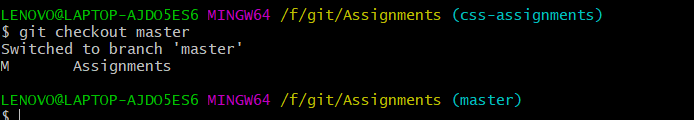 LENOVO@LAPTOP-AJDO5ES6 MINGW64 /f/git/Assignments (css-assignments)
$ git checkout master
Switched to branch 'master'
M       Assignments
LENOVO@LAPTOP-AJDO5ES6 MINGW64 /f/git/Assignments (master)
$